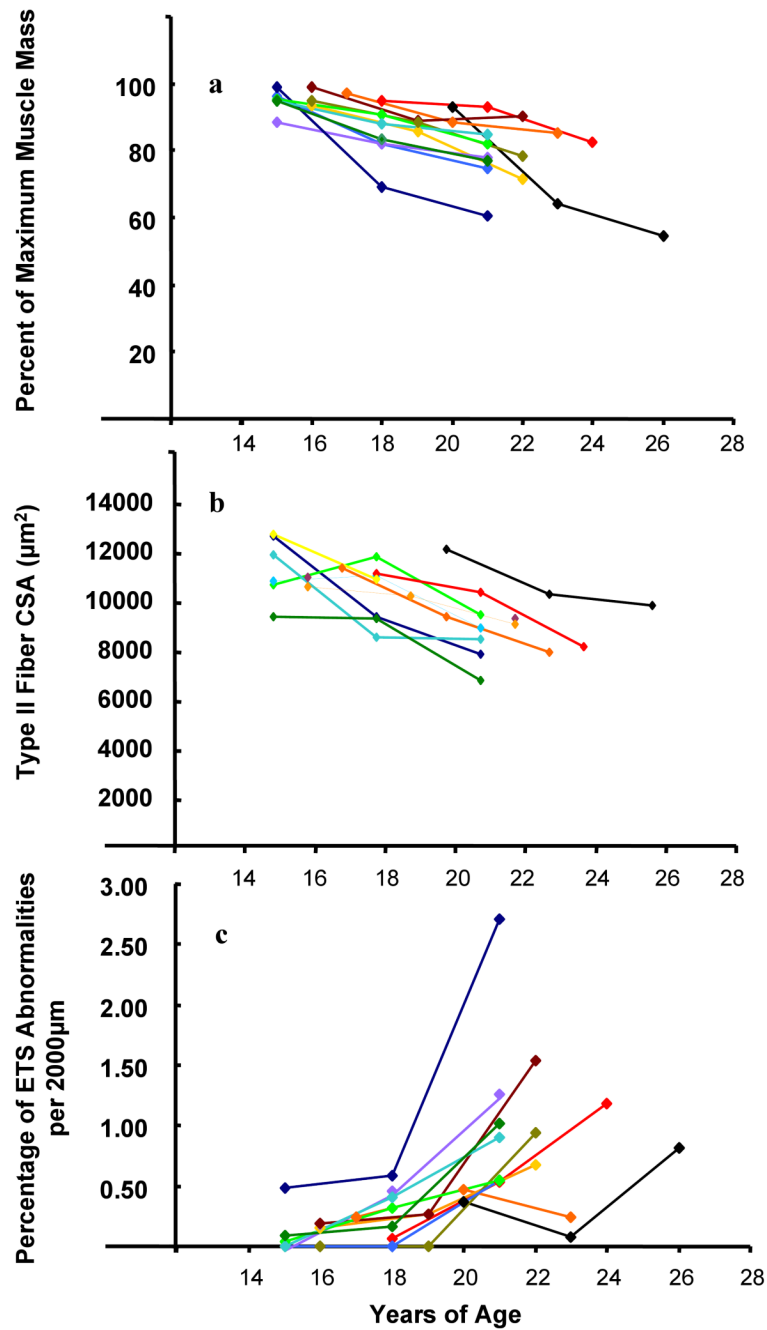 Percent of Maximum Muscle Mass
a
100
80
60
40
20
14 16 18 20 22 24 26 28
Type II Fiber CSA (µm²)
b
14000
12000
10000
8000
6000
4000
2000
14 16 18 20 22 24 26 28
Percentage of ETS Abnormalities
per 2000µm
c
3.00
2.50
2.00
1.50
1.00
0.50
14 16 18 20 22 24 26 28
Years of Age